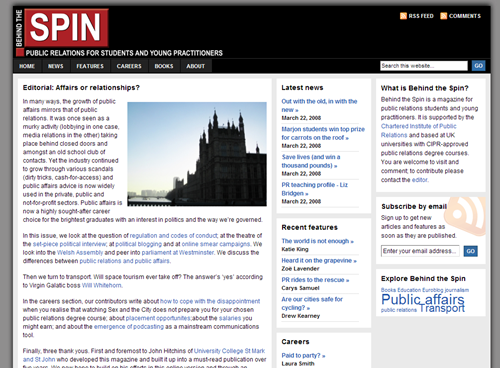 BEHIND THE
SPIN
PUBLIC RELATIONS FOR STUDENTS AND YOUNG PRACTITIONERS
RSS FEED
COMMENTS
HOME NEWS FEATURES CAREERS BOOKS ABOUT
Search this website...
GO
Editorial: Affairs or relationships?
In many ways, the growth of public
affairs mirrors that of public
relations. It was once seen as a
murky activity (lobbying in one case,
media relations in the other) taking
place behind closed doors and
amongst an old school club of
contacts. Yet the industry continued
to grow through various scandals
(dirty tricks, cash-for-access) and
public affairs advice is now widely
used in the private, public and
not-for-profit sectors. Public affairs is
now a highly sought-after career
choice for the brightest graduates with an interest in politics and the way we're governed.
In this issue, we look at the question of regulation and codes of conduct; at the theatre of
the set-piece political interview; at political blogging and at online smear campaigns. We
look into the Welsh Assembly and peer into parliament at Westminster. We discuss the
differences between public relations and public affairs.
Then we turn to transport. Will space tourism ever take off? The answer's 'yes' according
to Virgin Galactic boss Will Whitehorn.
In the careers section, our contributors write about how to cope with the disappointment
when you realise that watching Sex and the City does not prepare you for your chosen
public relations degree course; about placement opportunities;about the salaries you
might earn; and about the emergence of podcasting as a mainstream communications
tool.
Finally, three thank yous. First and foremost to John Hitchins of University College St Mark
and St John who developed this magazine and built it up into a must-read publication over
Latest news
Out with the old, in with the
new »
March 22, 2008
Marjon students win top prize
for carrots on the roof »
March 22, 2008
Save lives (and win a
thousand pounds) »
March 22, 2008
PR teaching profile - Liz
Bridgen »
March 22, 2008
Recent features
The world is not enough »
Katie King
Heard it on the grapevine »
Zoë Lavender
PR rides to the rescue »
Carys Samuel
Are our cities safe for
cycling? »
Drew Kearney
Careers
Paid to party? »
Laura Smith
What is Behind the Spin?
Behind the Spin is a magazine for
public relations students and young
practitioners. It is supported by the
Chartered Institute of Public
Relations and based at UK
universities with CIPR-approved
public relations degree courses.
You are welcome to visit and
comment; to contribute please
contact the editor.
Subscribe by email
Sign up to get new
articles and features as
soon as they are published.
Enter your email address...
GO
Explore Behind the Spin
Books Education Euroblog journalism
Public affairs
public relations Transport